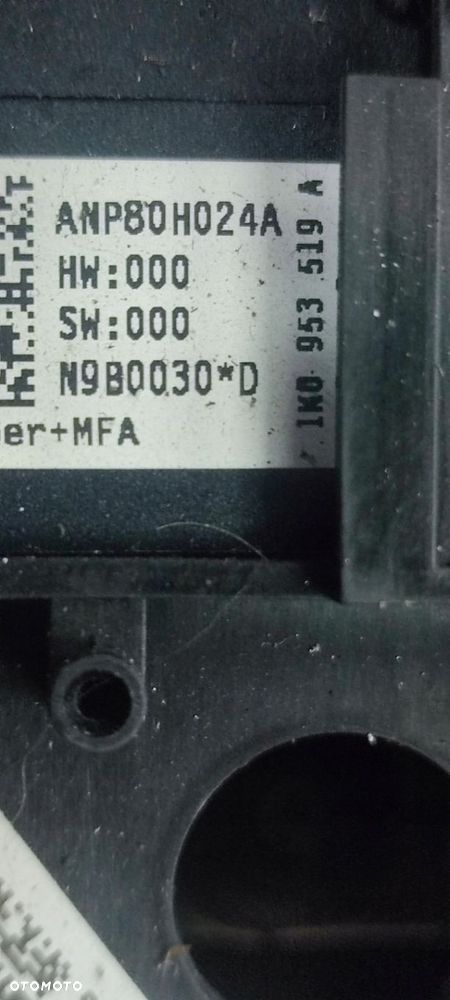 ANP80H024A
HW:000
SW:000
N9B0030*D
er+MFA
1K0 953 519 A
OTOMOTO